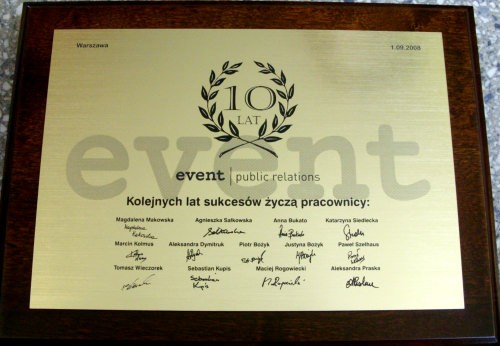 Warszawa 1.09.2008
10
LAT
event
event | public relations
Kolejnych lat sukcesów życzą pracownicy:
Magdalena Makowska Agnieszka Sałkowska Anna Bukato Katarzyna Siedlecka
Marcin Kolmus Aleksandra Dymitruk Piotr Bożyk Justyna Bożyk Paweł Szelhaus
Tomasz Wieczorek Sebastian Kupis Maciej Rogowiecki Aleksandra Praska